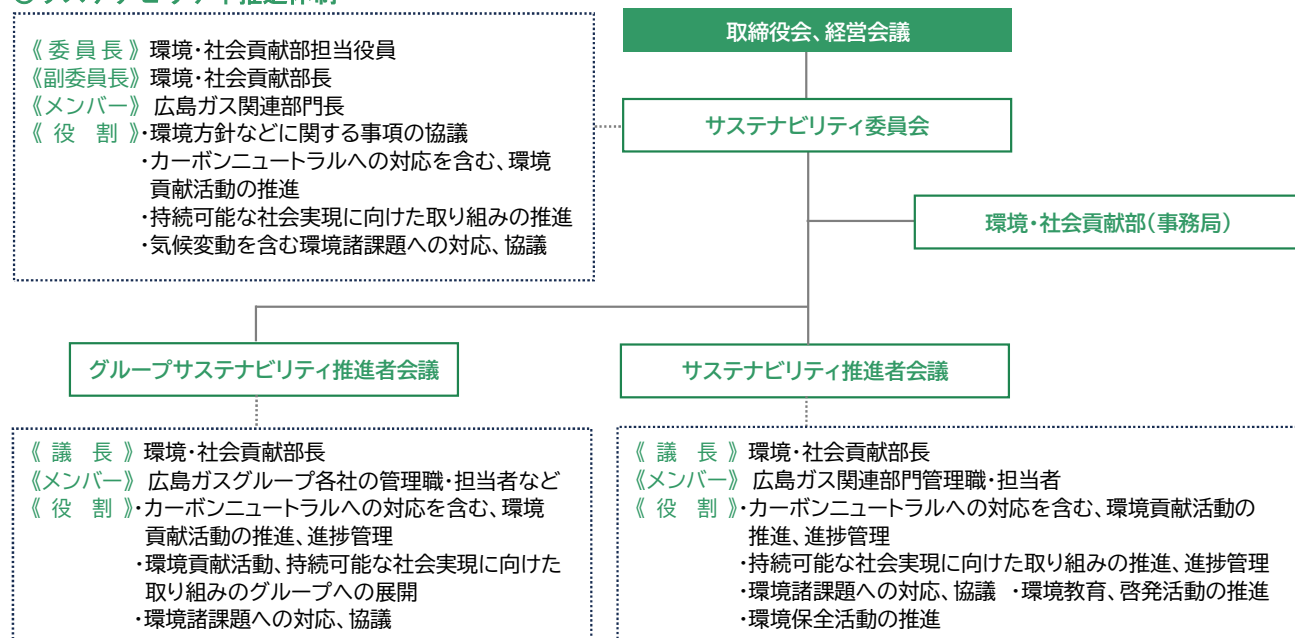 取締役会、経営会議
《委員長》環境・社会貢献部担当役員
《副委員長》環境・社会貢献部長
《メンバー》広島ガス関連部門長
《役 割》・環境方針などに関する事項の協議
・カーボンニュートラルへの対応を含む、環境
貢献活動の推進
・持続可能な社会実現に向けた取り組みの推進
・気候変動を含む環境諸課題への対応、協議
サステナビリティ委員会
環境・社会貢献部(事務局)
グループサステナビリティ推進者会議
《議 長》環境・社会貢献部長
《メンバー》広島ガスグループ各社の管理職・担当者など
《役 割》・カーボンニュートラルへの対応を含む、環境
貢献活動の推進、進捗管理
・環境貢献活動、持続可能な社会実現に向けた
取り組みのグループへの展開
・環境諸課題への対応、協議
サステナビリティ推進者会議
《議 長》環境・社会貢献部長
《メンバー》広島ガス関連部門管理職・担当者
《役 割》・カーボンニュートラルへの対応を含む、環境貢献活動の
推進、進捗管理
・持続可能な社会実現に向けた取り組みの推進、進捗管理
・環境諸課題への対応、協議 ・環境教育、啓発活動の推進
・環境保全活動の推進